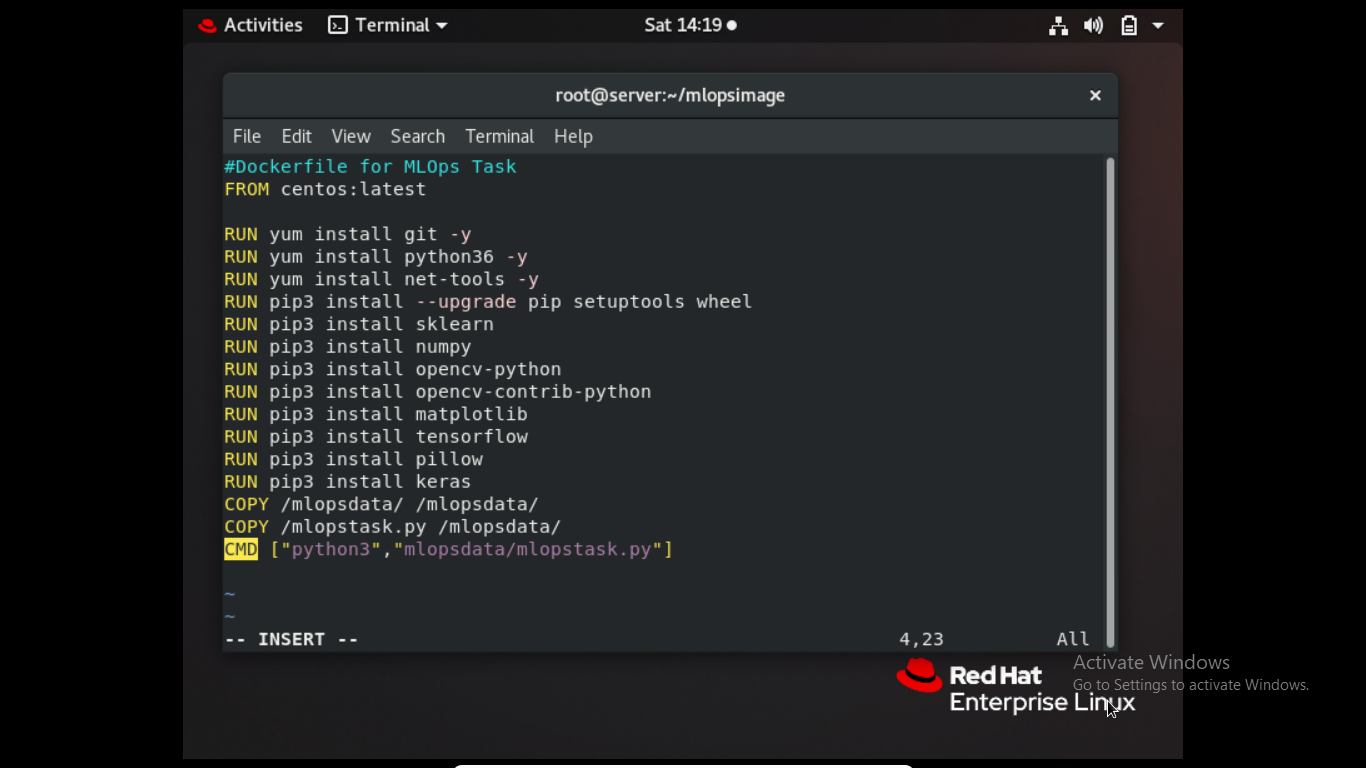 Activities Terminal Sat 14:19
root@server:~/mlopsimage
File Edit View Search Terminal Help
#Dockerfile for MLOps Task
FROM centos:latest
RUN yum install git -y
RUN yum install python36 -y
RUN yum install net-tools -y
RUN pip3 install --upgrade pip setuptools wheel
RUN pip3 install sklearn
RUN pip3 install numpy
RUN pip3 install opencv-python
RUN pip3 install opencv-contrib-python
RUN pip3 install matplotlib
RUN pip3 install tensorflow
RUN pip3 install pillow
RUN pip3 install keras
COPY /mlopsdata/ /mlopsdata/
COPY /mlopstask.py /mlopsdata/
CMD ["python3","mlopsdata/mlopstask.py"]
~
~
-- INSERT -- 4,23 All
Red Hat
Enterprise Linux
Activate Windows
Go to Settings to activate Windows.